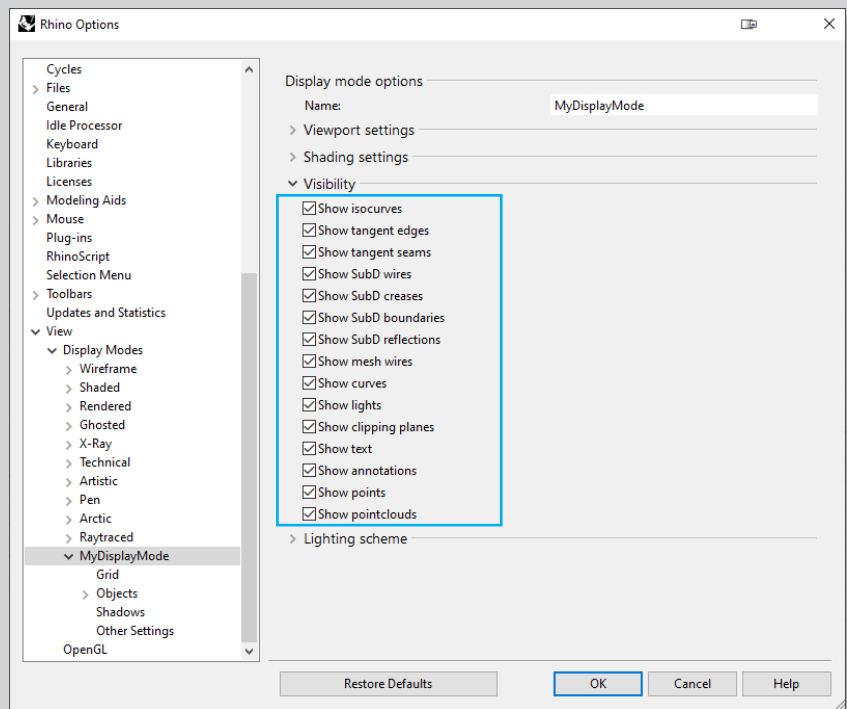 Rhino Options
Cycles
Files
General
Idle Processor
Keyboard
Libraries
Licenses
Modeling Aids
Mouse
Plug-ins
RhinoScript
Selection Menu
Toolbars
Updates and Statistics
View
Display Modes
Wireframe
Shaded
Rendered
Ghosted
X-Ray
Technical
Artistic
Pen
Arctic
Raytraced
MyDisplayMode
Grid
Objects
Shadows
Other Settings
OpenGL
Display mode options
Name: MyDisplayMode
Viewport settings
Shading settings
Visibility
Show isocurves
Show tangent edges
Show tangent seams
Show SubD wires
Show SubD creases
Show SubD boundaries
Show SubD reflections
Show mesh wires
Show curves
Show lights
Show clipping planes
Show text
Show annotations
Show points
Show pointclouds
Lighting scheme
Restore Defaults OK Cancel Help